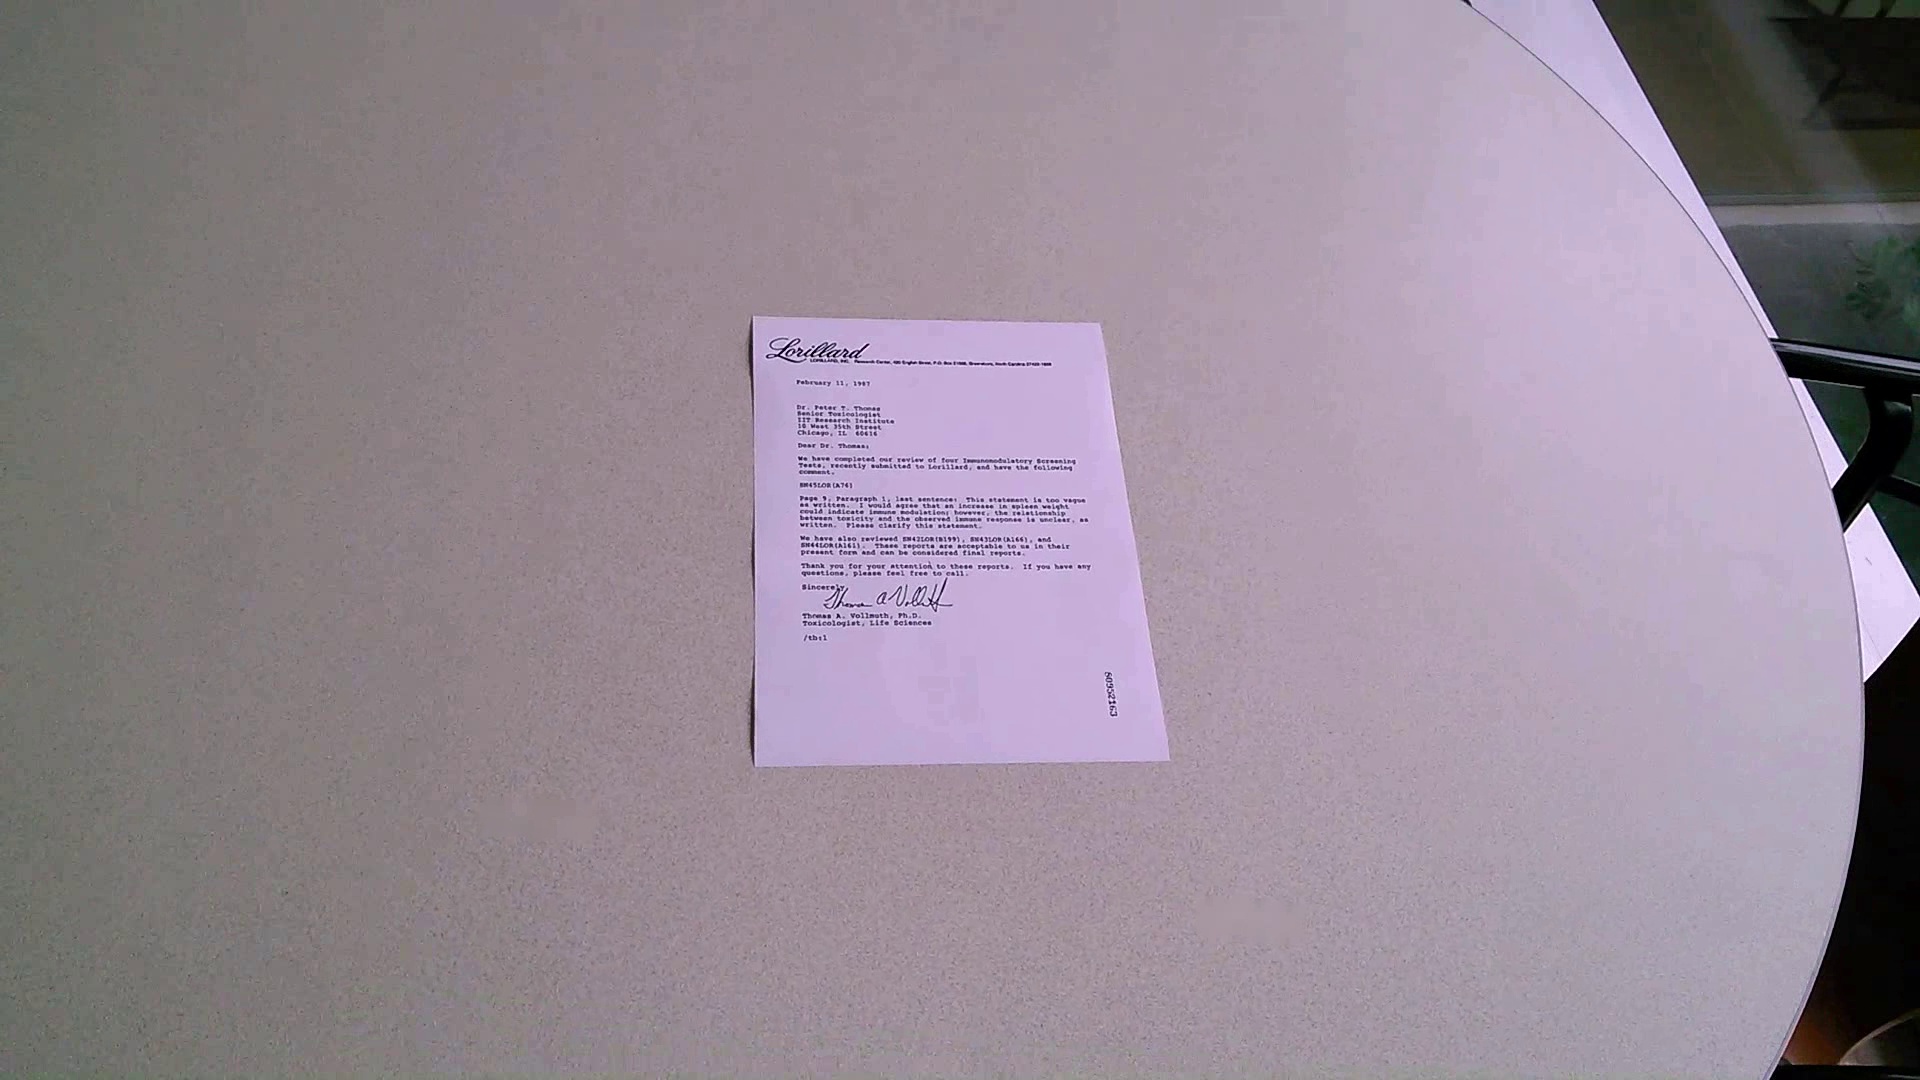 Lorillard
LORILLARD, INC. Research Center, 420 English Street, P.O. Box 21688, Greensboro, North Carolina 27420-1688
February 11, 1987
Dr. Peter T. Thomas
Senior Toxicologist
IIT Research Institute
10 West 35th Street
Chicago, IL 60616
Dear Dr. Thomas:
We have completed our review of four Immunomodulatory Screening
Tests, recently submitted to Lorillard, and have the following
comment.
SN45LOR(A76)
Page 9, Paragraph 1, last sentence: This statement is too vague
as written. I would agree that an increase in spleen weight
could indicate immune modulation; however, the relationship
between toxicity and the observed immune response is unclear, as
written. Please clarify this statement.
We have also reviewed SN42LOR(B199), SN43LOR(A166), and
SN44LOR(A161). These reports are acceptable to us in their
present form and can be considered final reports.
Thank you for your attention to these reports. If you have any
questions, please feel free to call.
Sincerely,
Thomas A Vollmuth
Thomas A. Vollmuth, Ph.D.
Toxicologist, Life Sciences
/tb:l
80952163